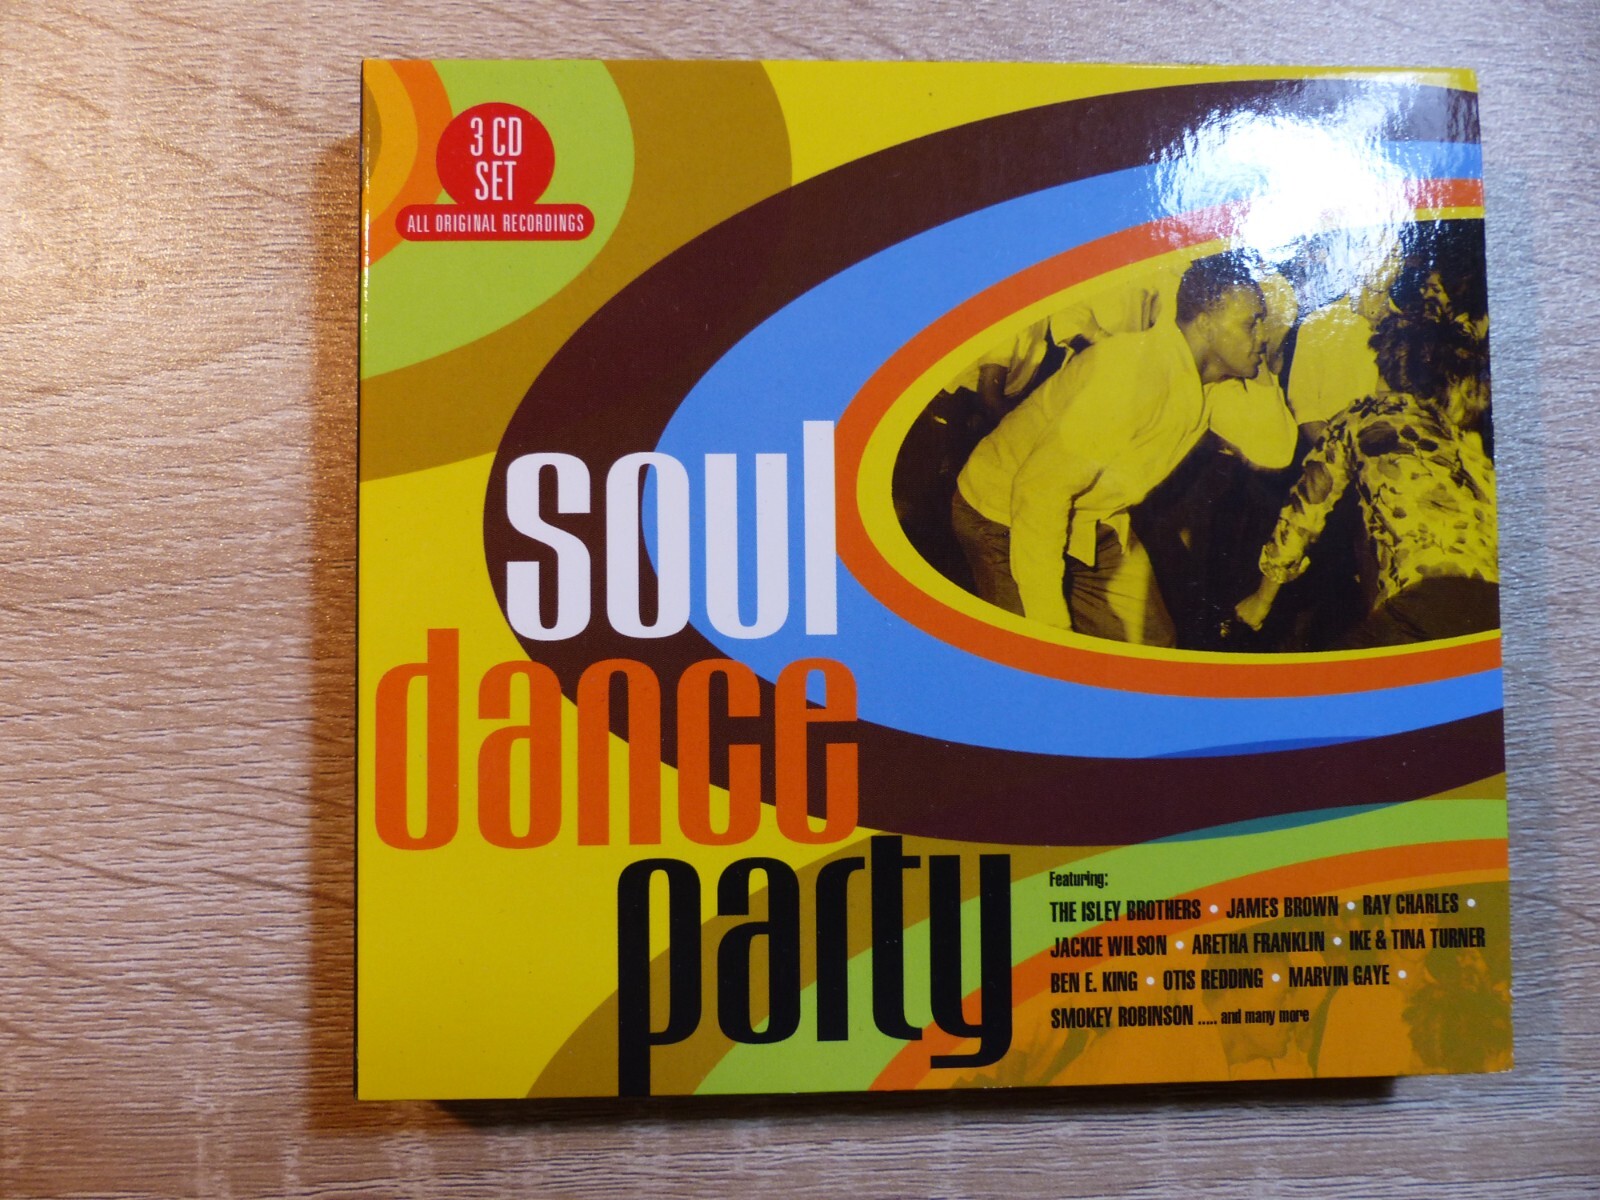 3 CD
SET
ALL ORIGINAL RECORDINGS
soul
dance
party
Featuring:
THE ISLEY BROTHERS • JAMES BROWN • RAY CHARLES •
JACKIE WILSON • ARETHA FRANKLIN • IKE & TINA TURNER
BEN E. KING • OTIS REDDING • MARVIN GAYE •
SMOKEY ROBINSON ..... and many more